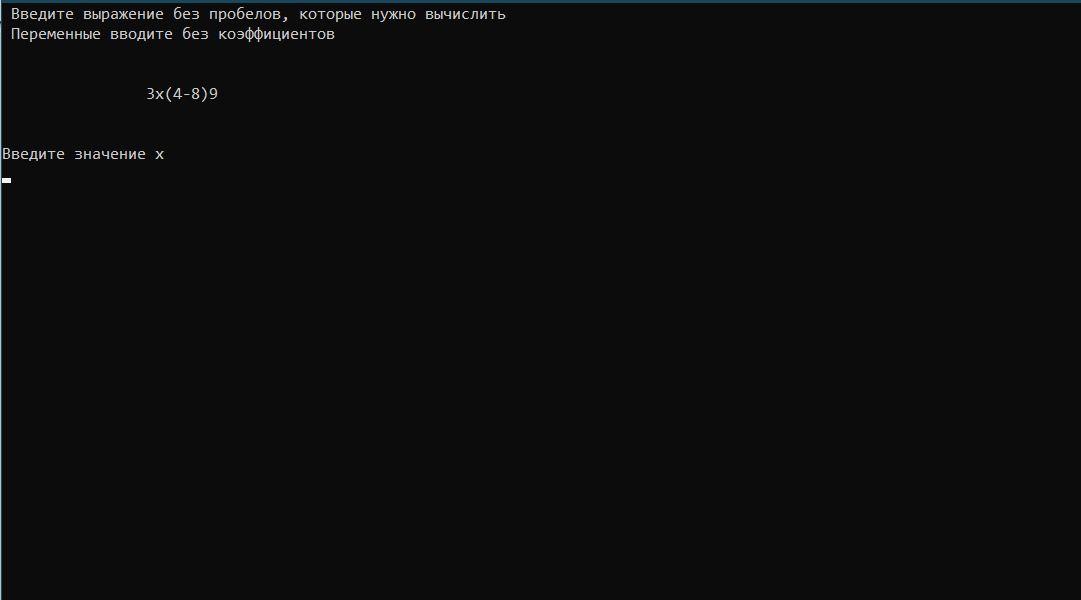 Введите выражение без пробелов, которые нужно вычислить
Переменные вводите без коэффициентов
3x(4-8)9
Введите значение x